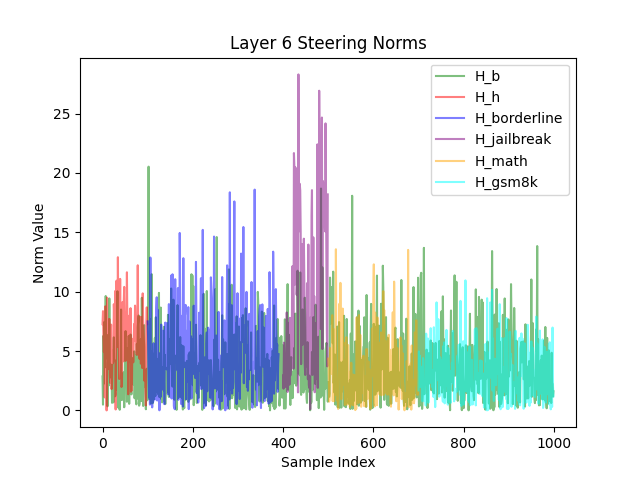 Layer 6 Steering Norms
H_b
H_h
H_borderline
H_jailbreak
H_math
H_gsm8k
Norm Value
25
20
15
10
5
0
0 200 400 600 800 1000
Sample Index